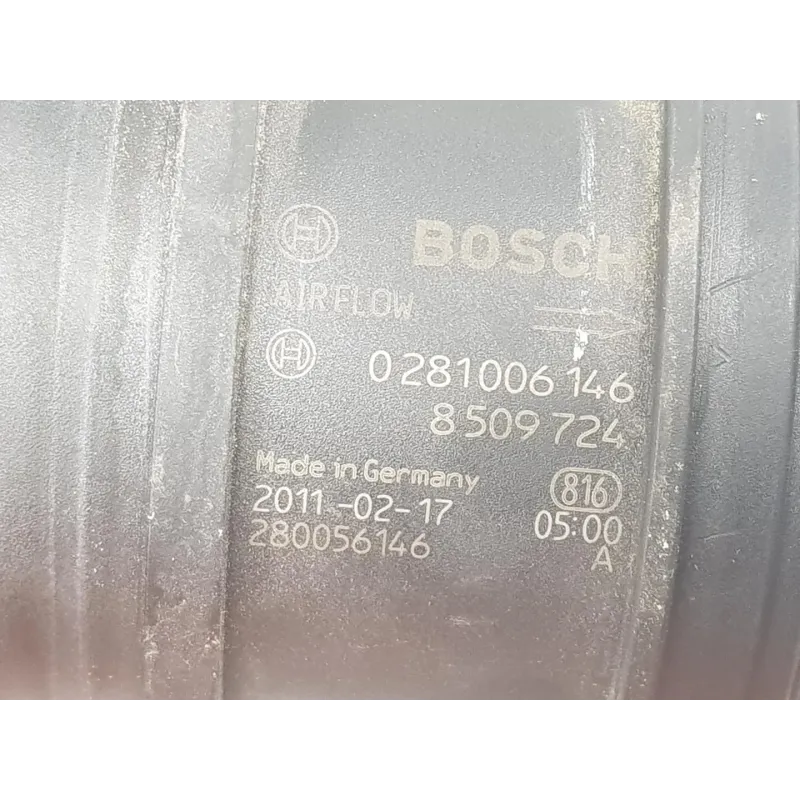 BOSCH
AIRFLOW
0 281 006 146
8 509 724
Made in Germany
816
2011-02-17
05:00
280056146
A